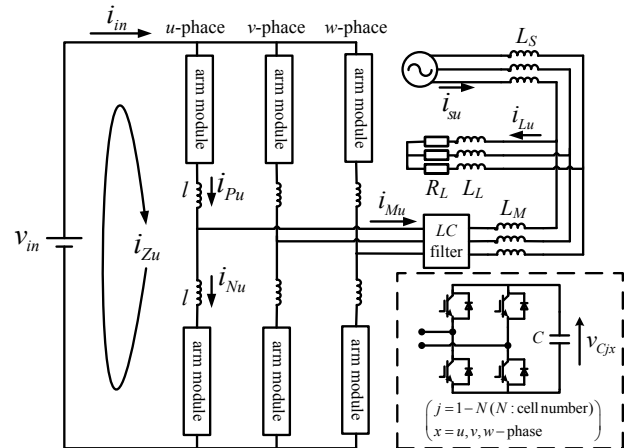 i_in
u-phace v-phace w-phace
L_S
i_su
i_Lu
R_L L_L
arm module
arm module
arm module
l
i_Pu
i_Mu
L_M
LC
filter
v_in
i_Zu
l
i_Nu
arm module
arm module
arm module
C
v_Cjx
(j = 1 − N (N : cell number)
x = u, v, w − phase)